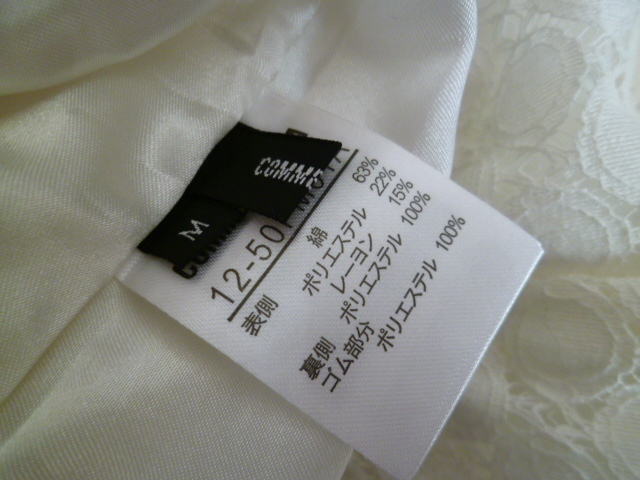 COMME
M
12-50
表側 綿 63%
ポリエステル 22%
レーヨン 15%
裏側 ポリエステル 100%
ゴム部分 ポリエステル 100%